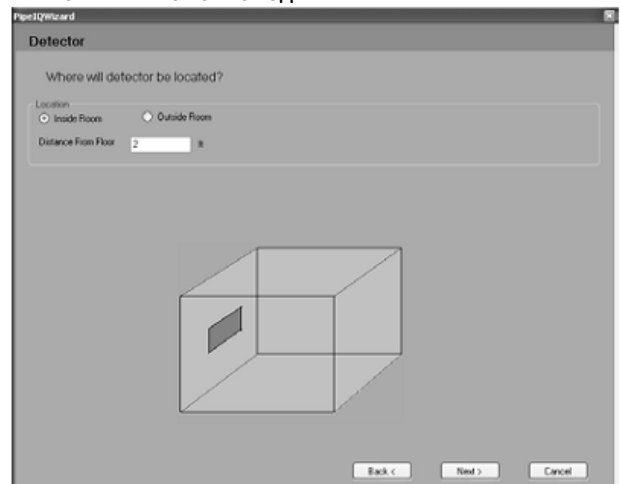 PipeIQWizard
Detector
Where will detector be located?
Location
Inside Room Outside Room
Distance From Floor 2 ft
Back < Next > Cancel